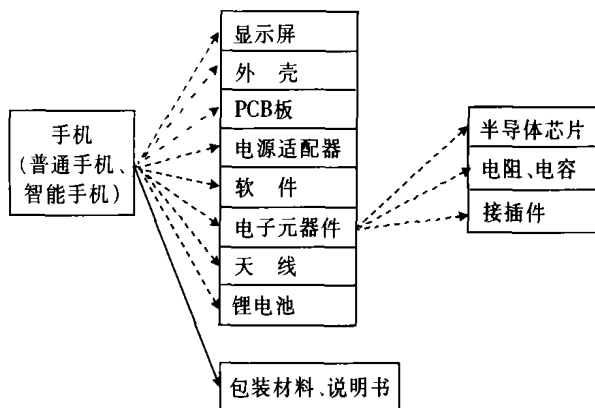 手机
(普通手机、
智能手机)
显示屏
外 壳
PCB板
电源适配器
软 件
电子元器件
天 线
锂电池
包装材料、说明书
半导体芯片
电阻、电容
接插件